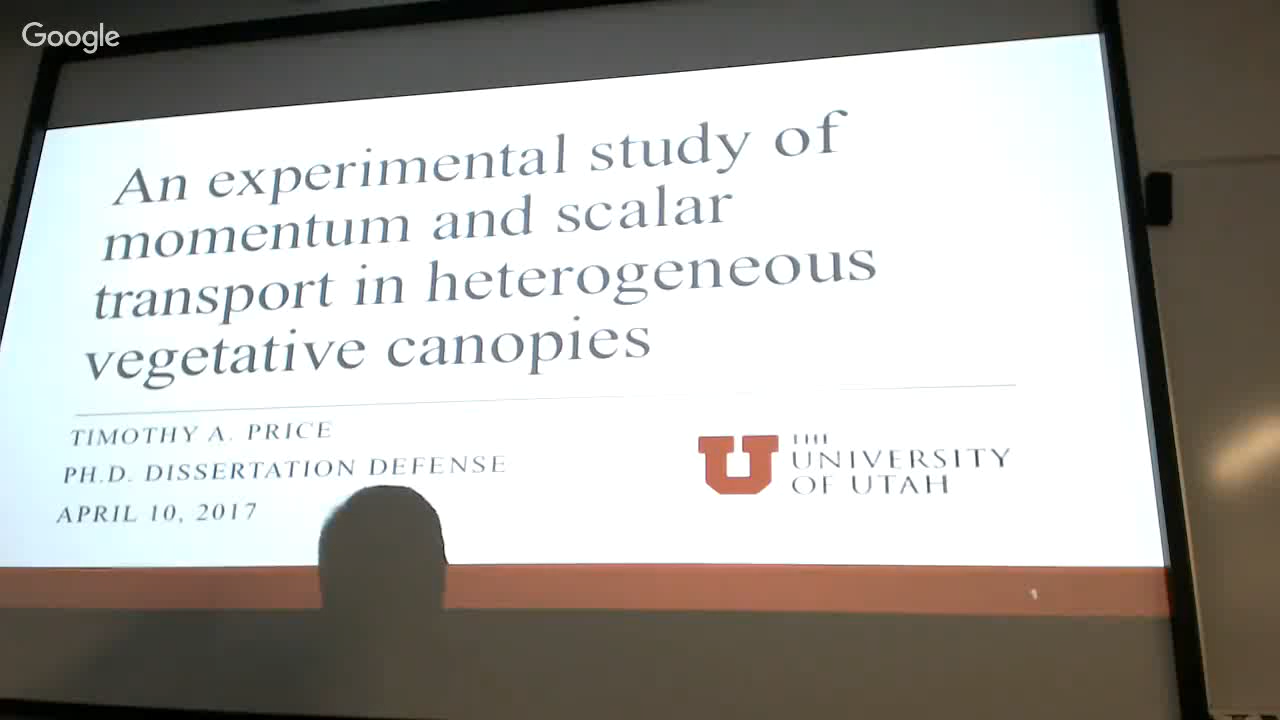 Google
An experimental study of
momentum and scalar
transport in heterogeneous
vegetative canopies
TIMOTHY A. PRICE
PH.D. DISSERTATION DEFENSE
APRIL 10, 2017
U
THE
UNIVERSITY
OF UTAH
1